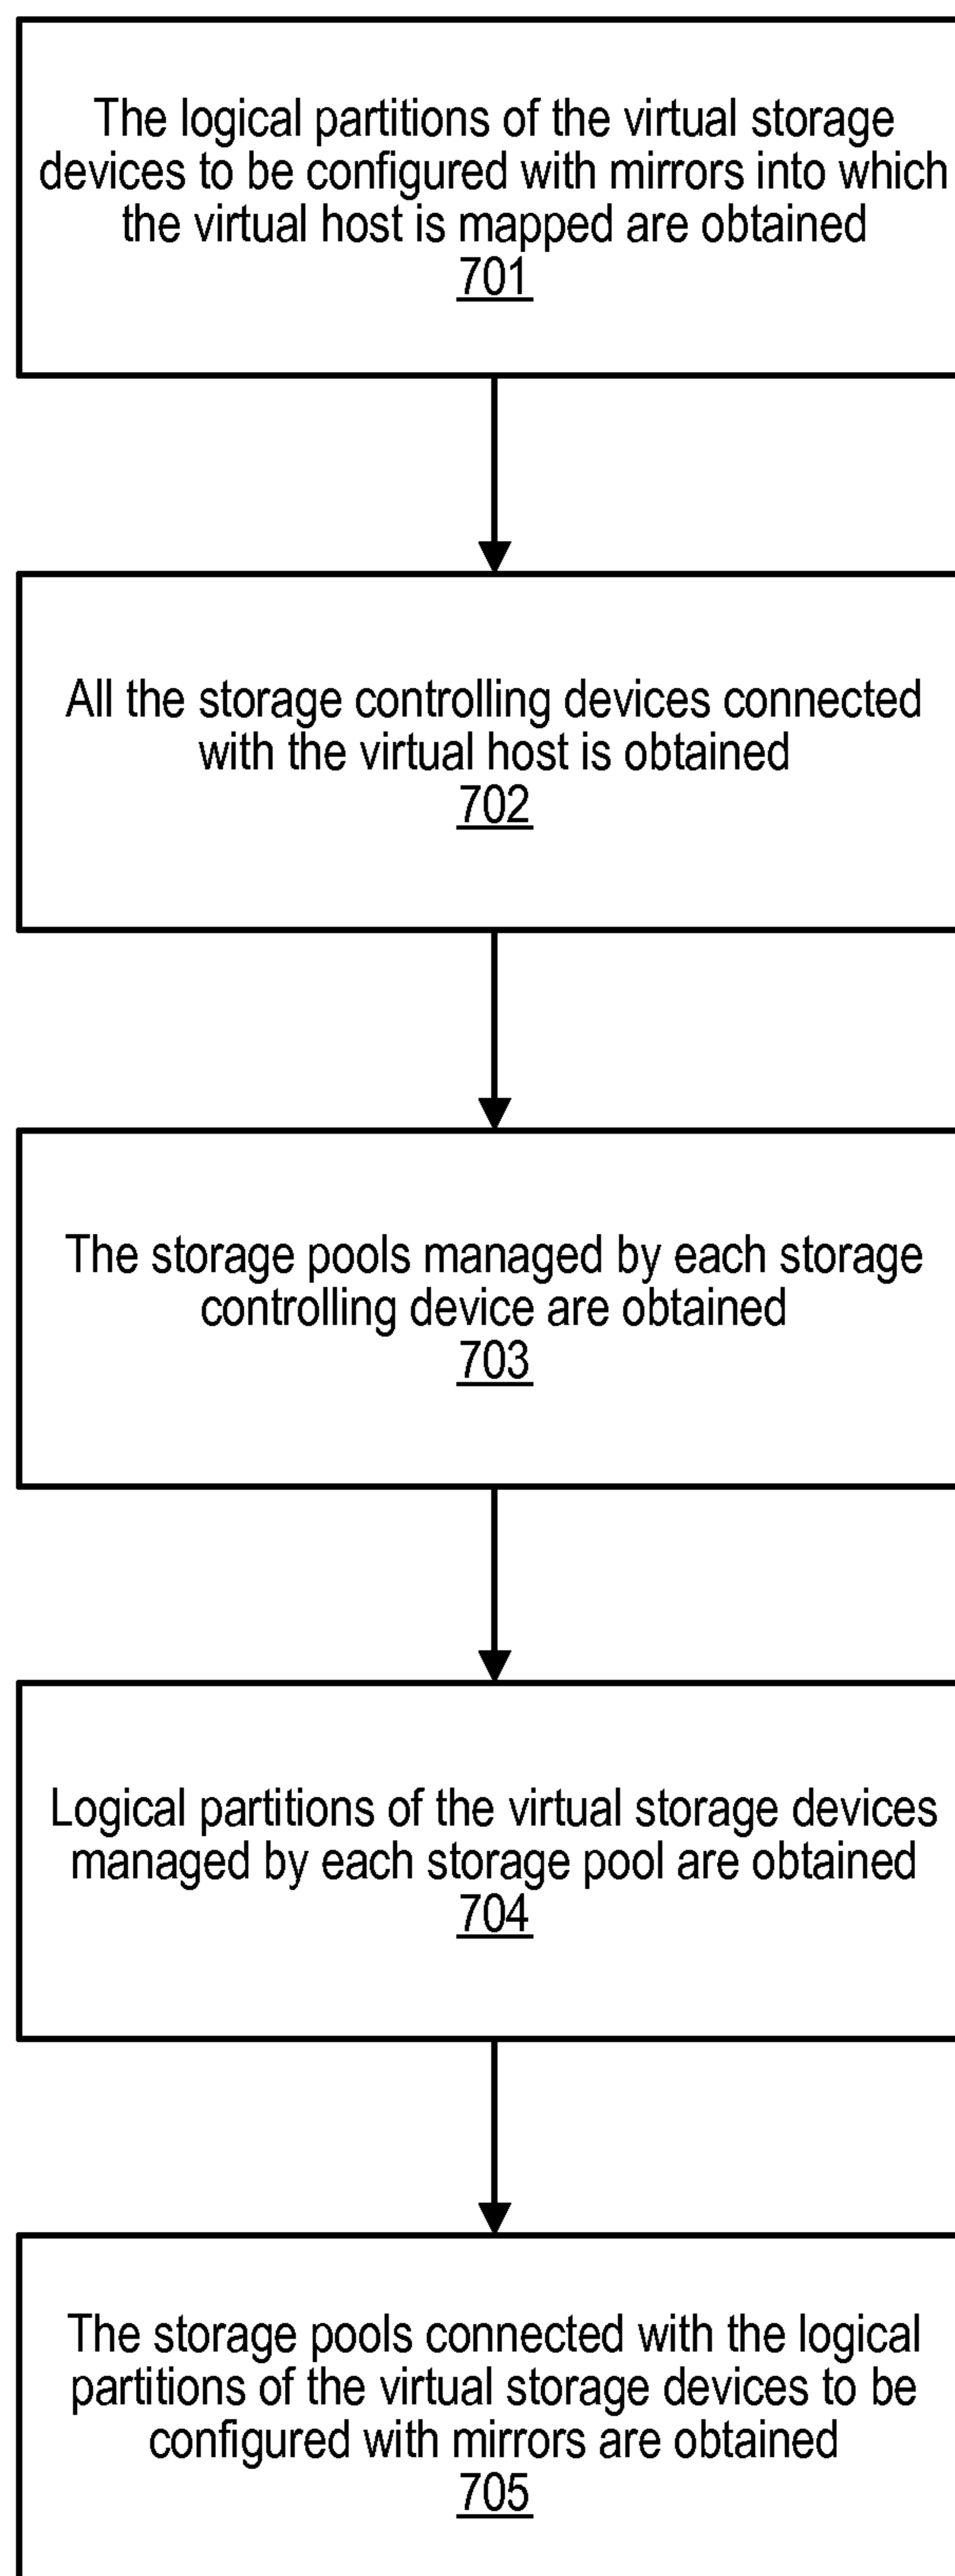 The logical partitions of the virtual storage
devices to be configured with mirrors into which
the virtual host is mapped are obtained
701
All the storage controlling devices connected
with the virtual host is obtained
702
The storage pools managed by each storage
controlling device are obtained
703
Logical partitions of the virtual storage devices
managed by each storage pool are obtained
704
The storage pools connected with the logical
partitions of the virtual storage devices to be
configured with mirrors are obtained
705